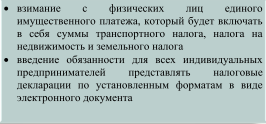 • взимание с физических лиц единого
имущественного платежа, который будет включать
в себя суммы транспортного налога, налога на
недвижимость и земельного налога
• введение обязанности для всех индивидуальных
предпринимателей представлять налоговые
декларации по установленным форматам в виде
электронного документа